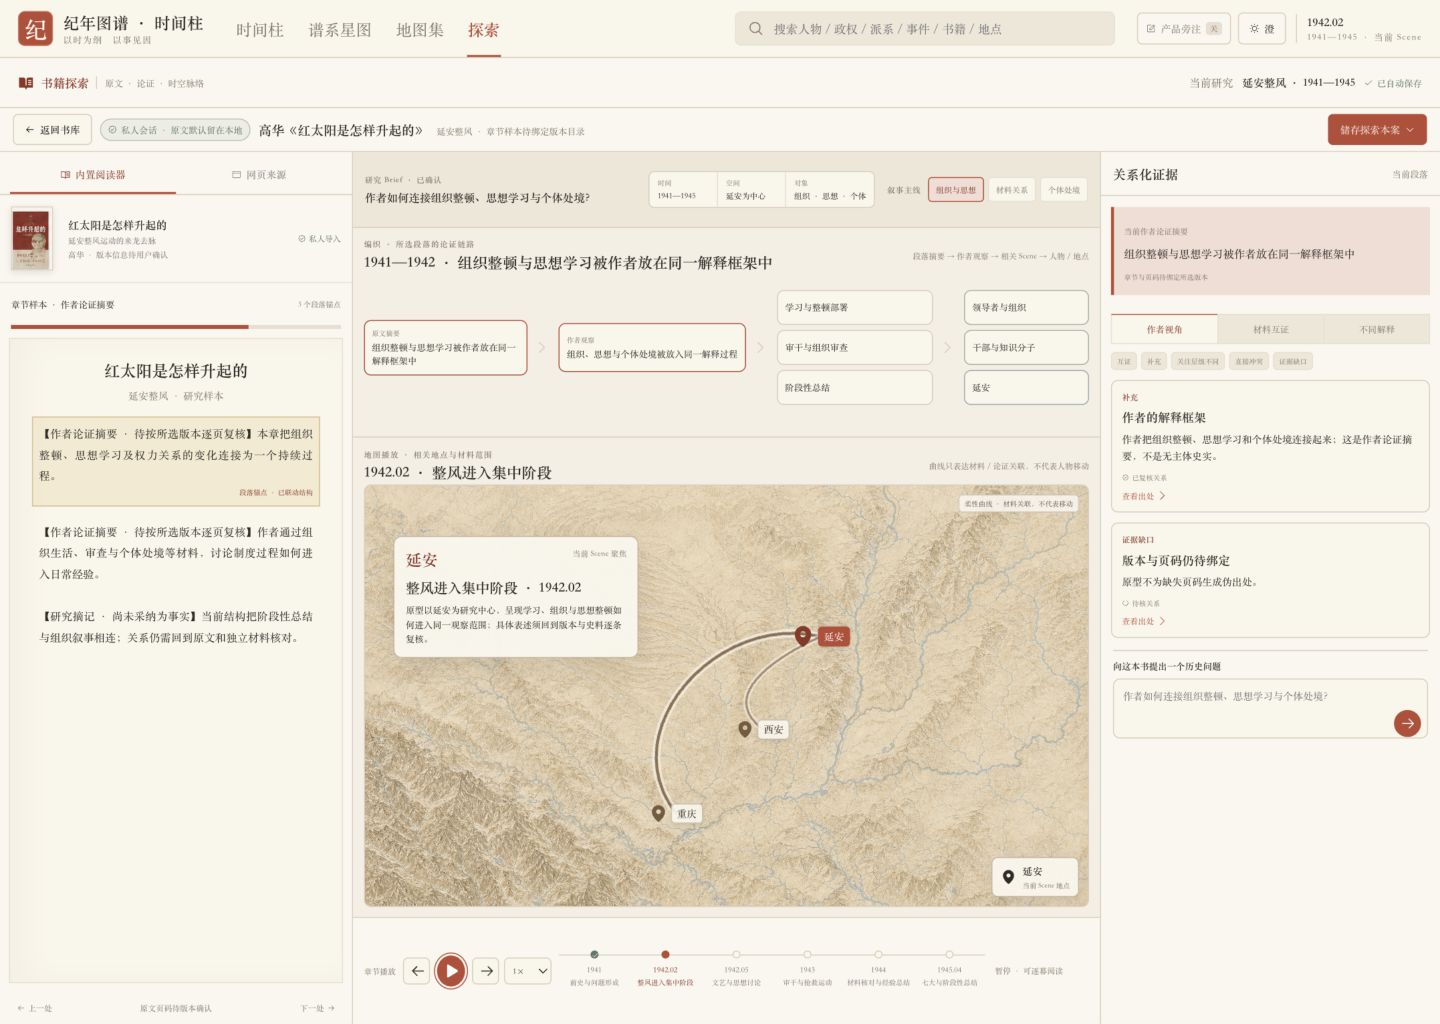 纪
纪年图谱 · 时间柱
以时为纲 以事见因
时间柱
谱系星图
地图集
探索
搜索人物 / 政权 / 派系 / 事件 / 书籍 / 地点
产品旁注 关
澄
1942.02
1941—1945 · 当前 Scene
书籍探索
原文 · 论证 · 时空脉络
当前研究 延安整风 · 1941—1945
已自动保存
← 返回书库
私人会话 · 原文默认留在本地
高华《红太阳是怎样升起的》
延安整风 · 章节样本待绑定版本目录
储存探索本案
内置阅读器
网页来源
红太阳是怎样升起的
延安整风运动的来龙去脉
高华 · 版本信息待用户确认
私人导入
章节样本 · 作者论证摘要
3 个段落锚点
红太阳是怎样升起的
延安整风 · 研究样本
【作者论证摘要 · 待按所选版本逐页复核】本章把组织
整顿、思想学习及权力关系的变化连接为一个持续过
程。
段落锚点 · 已联动结构
【作者论证摘要 · 待按所选版本逐页复核】作者通过组
织生活、审查与个体处境等材料，讨论制度过程如何进
入日常经验。
【研究摘记 · 尚未采纳为事实】当前结构把阶段性总结
与组织叙事相连；关系仍需回到原文和独立材料核对。
← 上一处
原文页码待版本确认
下一处 →
研究 Brief · 已确认
作者如何连接组织整顿、思想学习与个体处境?
时间
1941—1945
空间
延安为中心
对象
组织 · 思想 · 个体
叙事主线
组织与思想
材料关系
个体处境
编织 · 所选段落的论证链路
1941—1942 · 组织整顿与思想学习被作者放在同一解释框架中
段落摘要 → 作者观察 → 相关 Scene → 人物 / 地点
原文摘要
组织整顿与思想学习被作者放在同一
解释框架中
作者观察
组织、思想与个体处境被放入同一解释过程
学习与整顿部署
审干与组织审查
阶段性总结
领导者与组织
干部与知识分子
延安
地图播放 · 相关地点与材料范围
1942.02 · 整风进入集中阶段
曲线只表达材料 / 论证关联，不代表人物移动
柔性曲线 · 材料关联，不代表移动
延安
当前 Scene 聚焦
整风进入集中阶段 · 1942.02
原型以延安为研究中心，呈现学习、组织与思想整顿如
何进入同一观察范围；具体表述须回到版本与史料逐条
复核。
延安
西安
重庆
延安
当前 Scene 地点
章节播放
1×
1941
前史与问题形成
1942.02
整风进入集中阶段
1942.05
文艺与思想讨论
1943
审干与抢救运动
1944
材料核对与经验总结
1945.04
七大与阶段性总结
暂停 · 可逐幕阅读
关系化证据
当前段落
当前作者论证摘要
组织整顿与思想学习被作者放在同一解释框架中
章节与页码待绑定所选版本
作者视角
材料互证
不同解释
互证
补充
关注层级不同
直接冲突
证据缺口
补充
作者的解释框架
作者把组织整顿、思想学习和个体处境连接起来；这是作者论证摘
要，不是无主体史实。
已复核关系
查看出处
证据缺口
版本与页码仍待绑定
原型不为缺失页码生成伪出处。
待核关系
查看出处
向这本书提出一个历史问题
作者如何连接组织整顿、思想学习与个体处境?